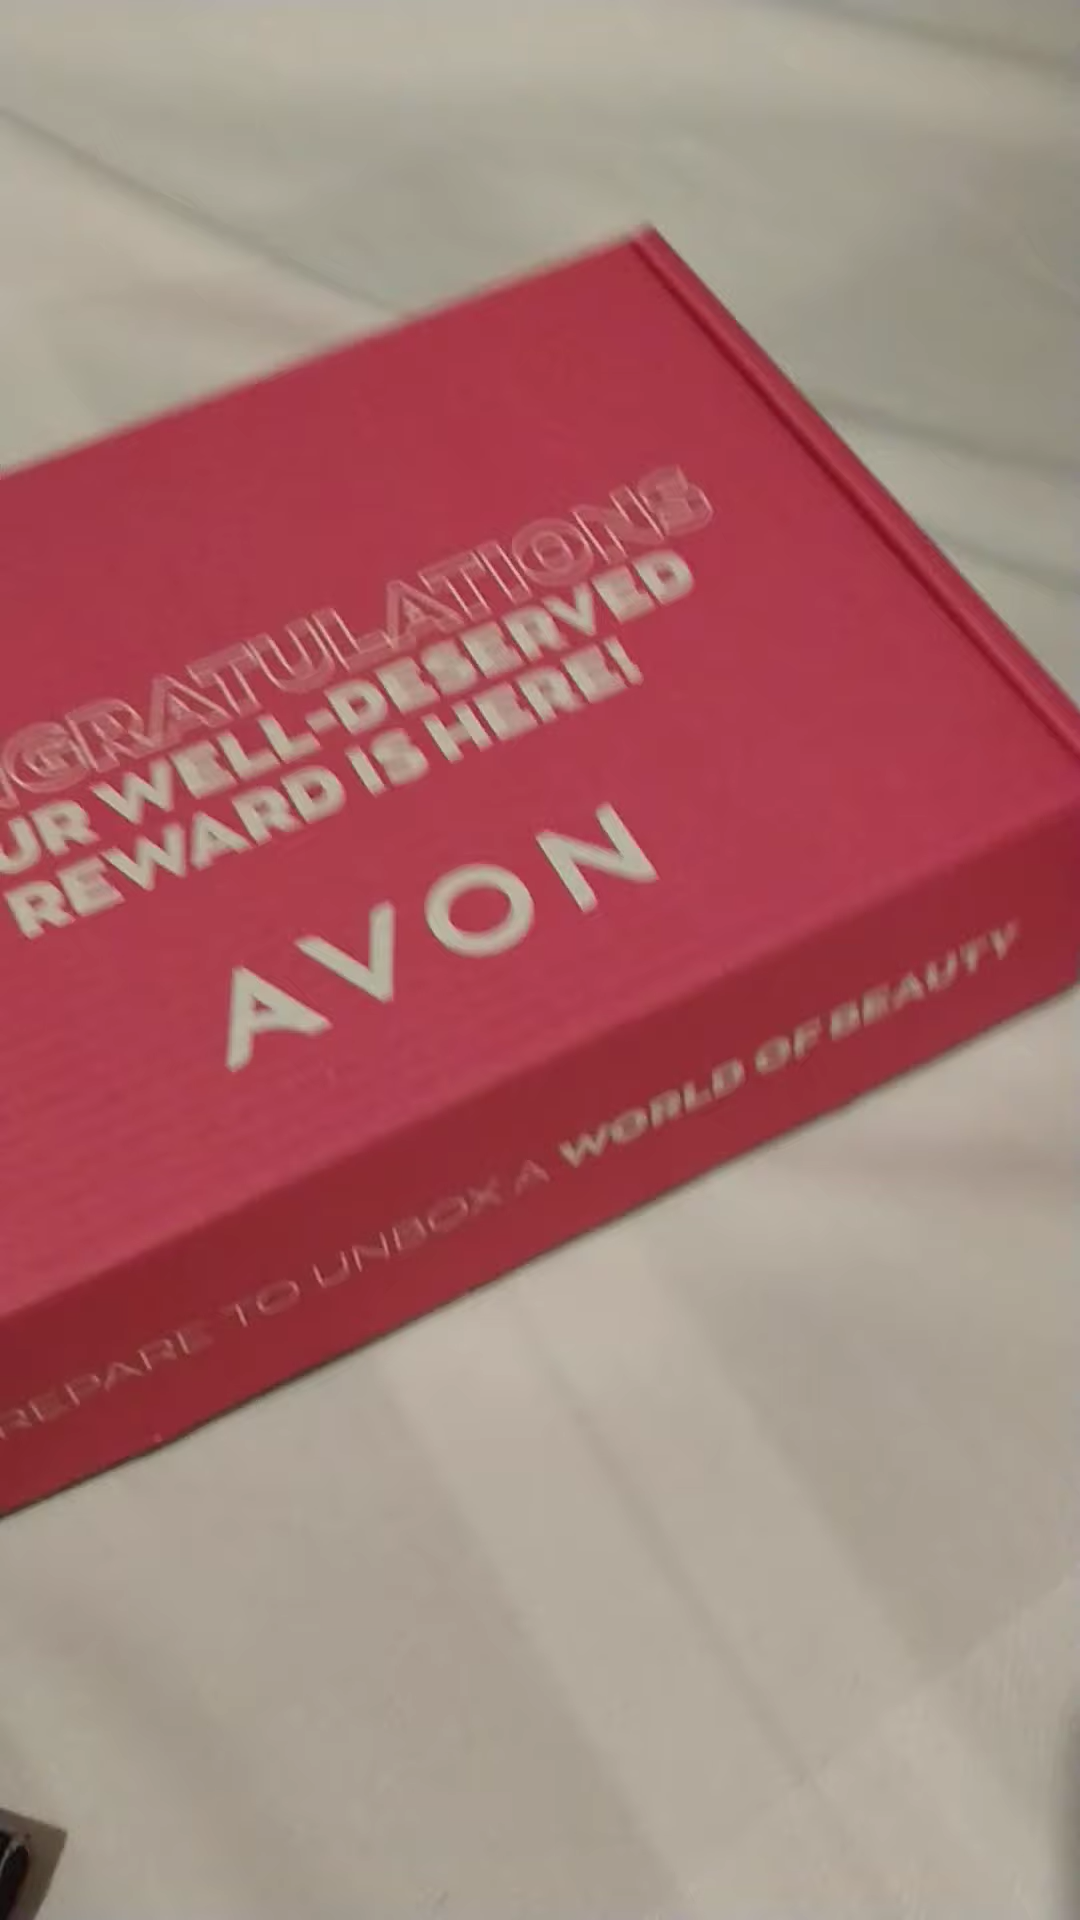 NGRATULATIONS
UR WELL-DESERVED
REWARD IS HERE!
AVON
REPARE TO UNBOX A WORLD OF BEAUTY